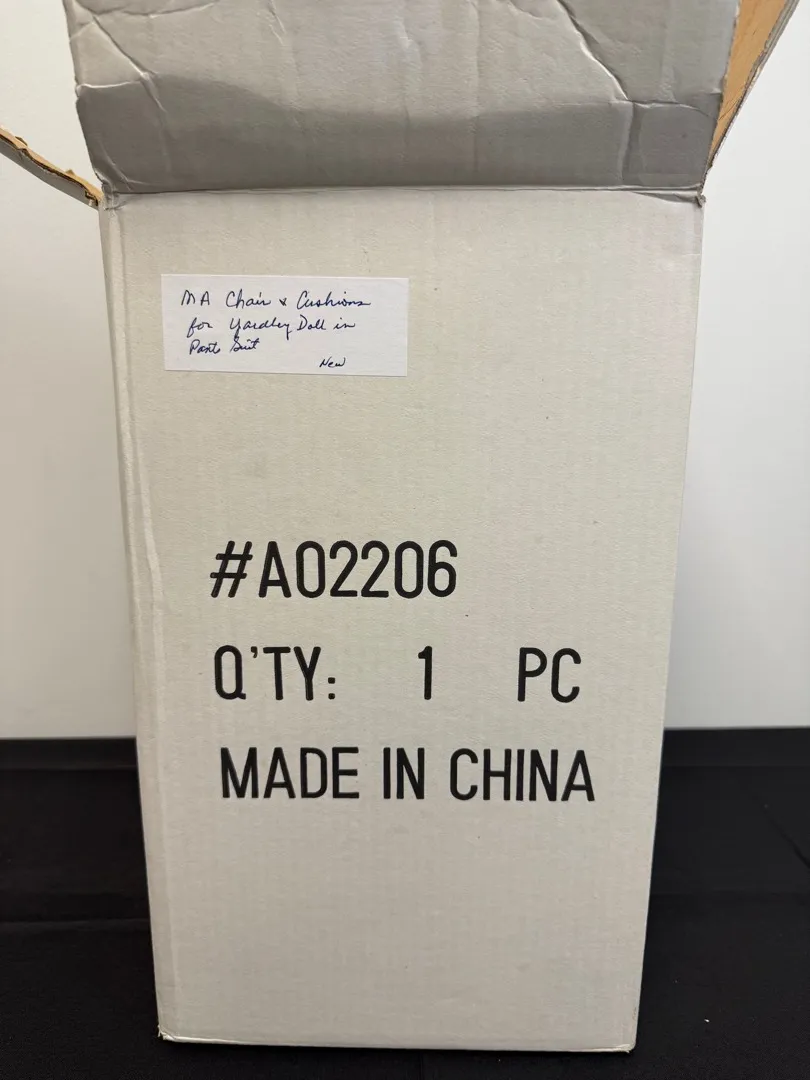 MA Chair & Cushions
for Yardley Doll in
Pants Suit
New
#A02206
Q'TY: 1 PC
MADE IN CHINA